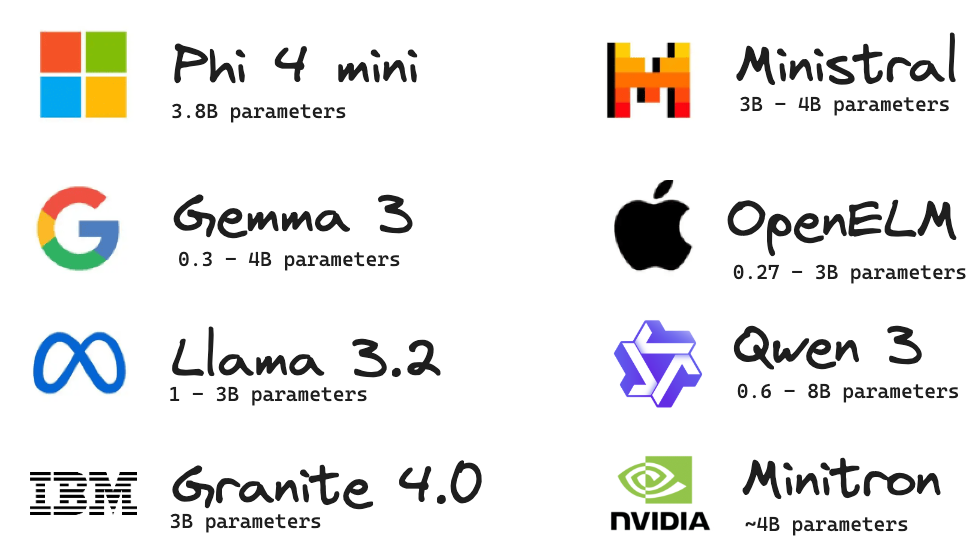 Phi 4 mini
3.8B parameters
Ministral
3B - 4B parameters
Gemma 3
0.3 - 4B parameters
OpenELM
0.27 - 3B parameters
Llama 3.2
1 - 3B parameters
Qwen 3
0.6 - 8B parameters
IBM
Granite 4.0
3B parameters
NVIDIA
Minitron
~4B parameters